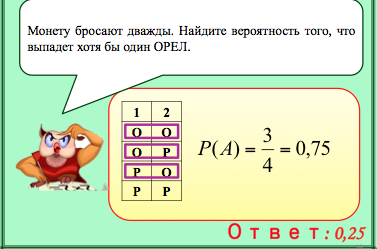 Монету бросают дважды. Найдите вероятность того, что
выпадет хотя бы один ОРЕЛ.
1 2
О О
О Р
Р О
Р Р
P(A) = 3/4 = 0,75
Ответ: 0,25